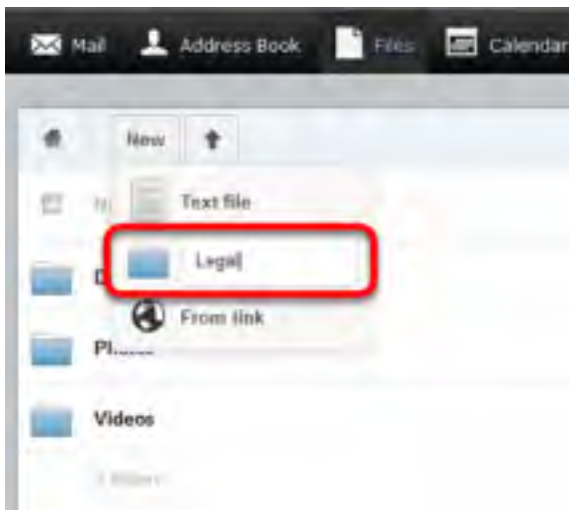 Mail Address Book Files Calendar
New
Text file
Legal
From link
Videos